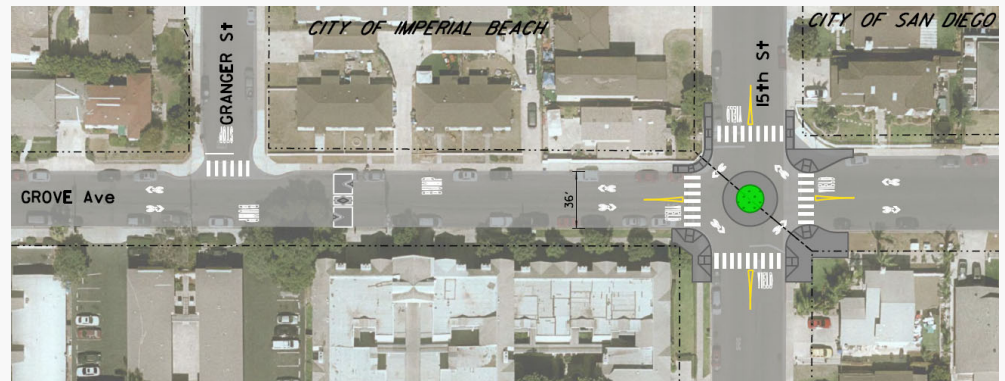 CITY OF IMPERIAL BEACH
CITY OF SAN DIEGO
GRANGER St
15th St
GROVE Ave
36'